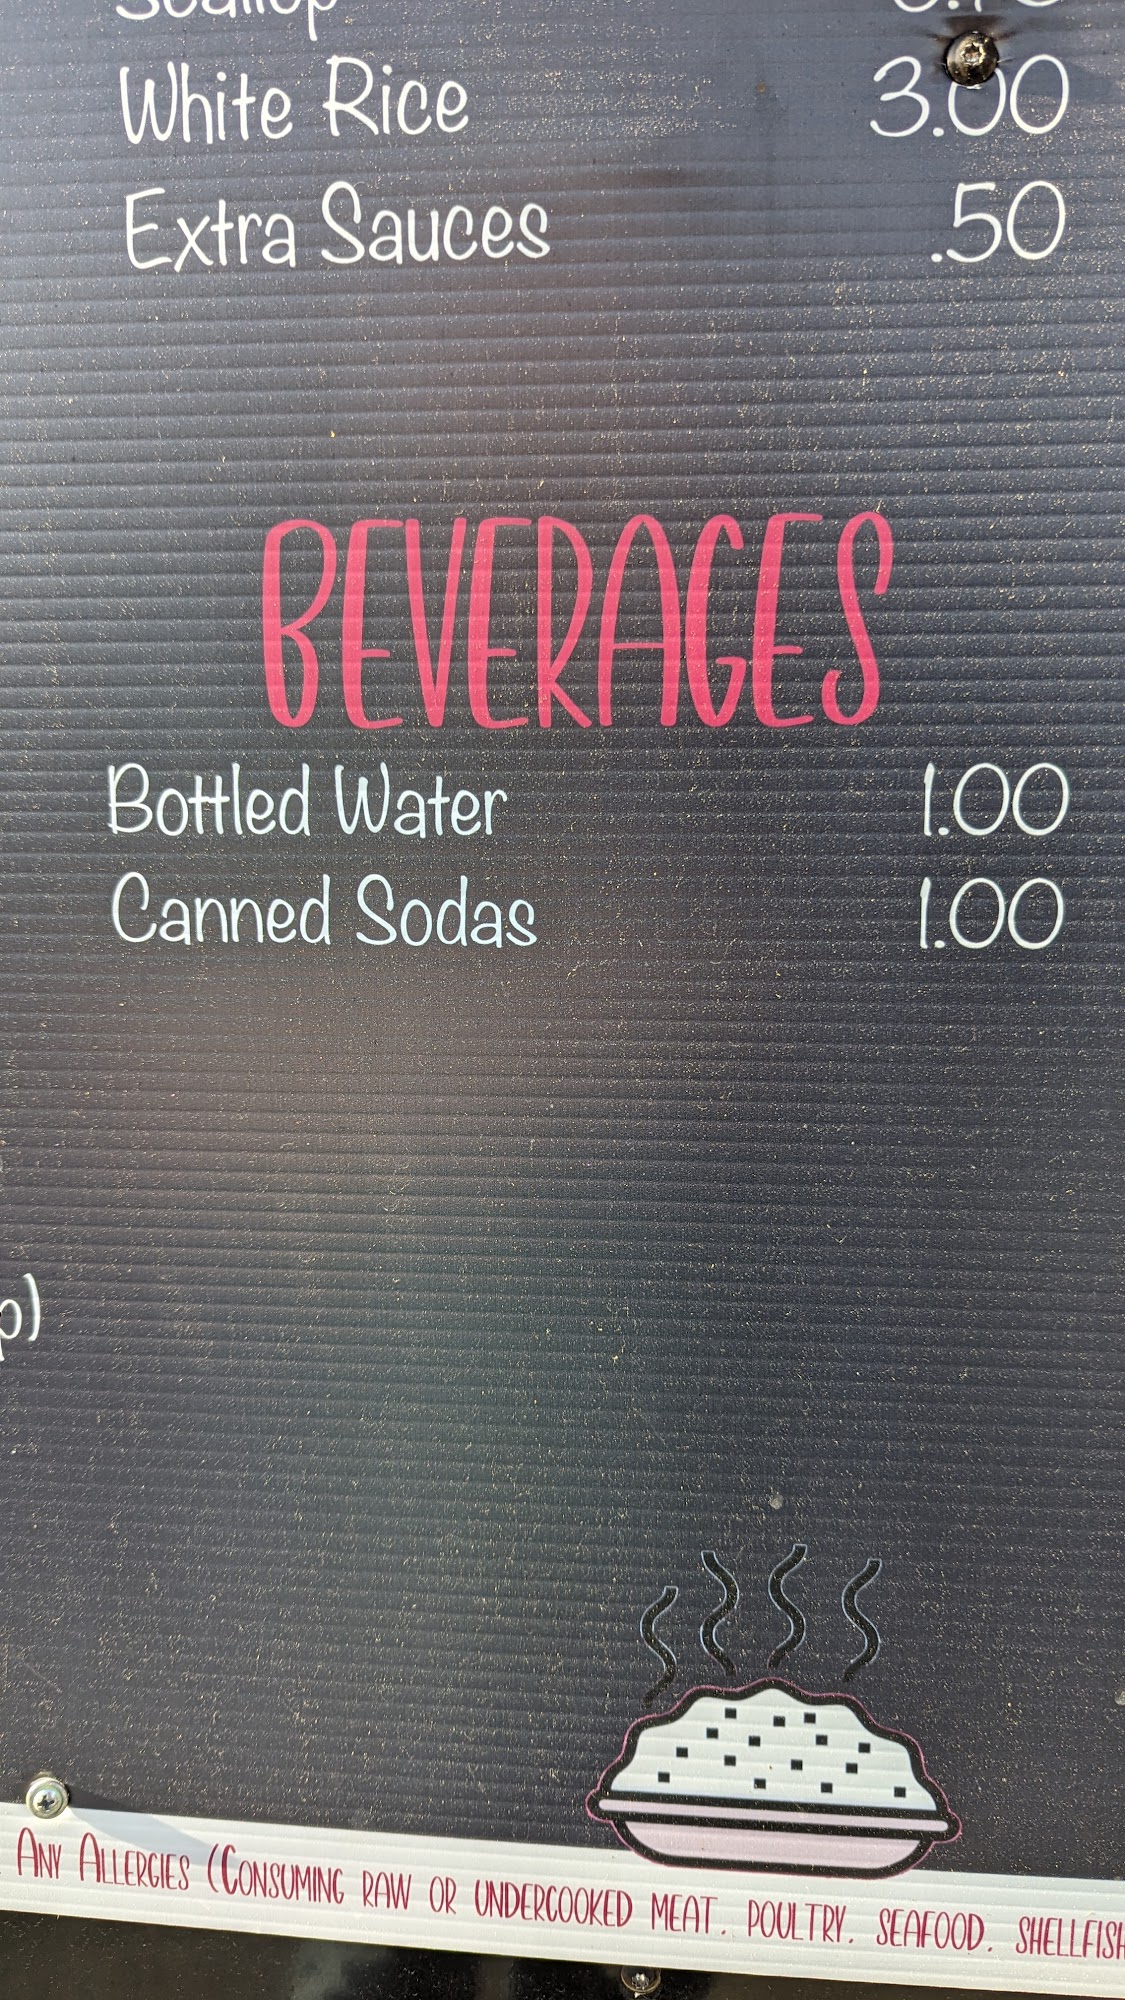 Scallop
White Rice 3.00
Extra Sauces .50
BEVERAGES
Bottled Water 1.00
Canned Sodas 1.00
p)
ANY ALLERGIES (CONSUMING RAW OR UNDERCOOKED MEAT, POULTRY, SEAFOOD, SHELLFISH